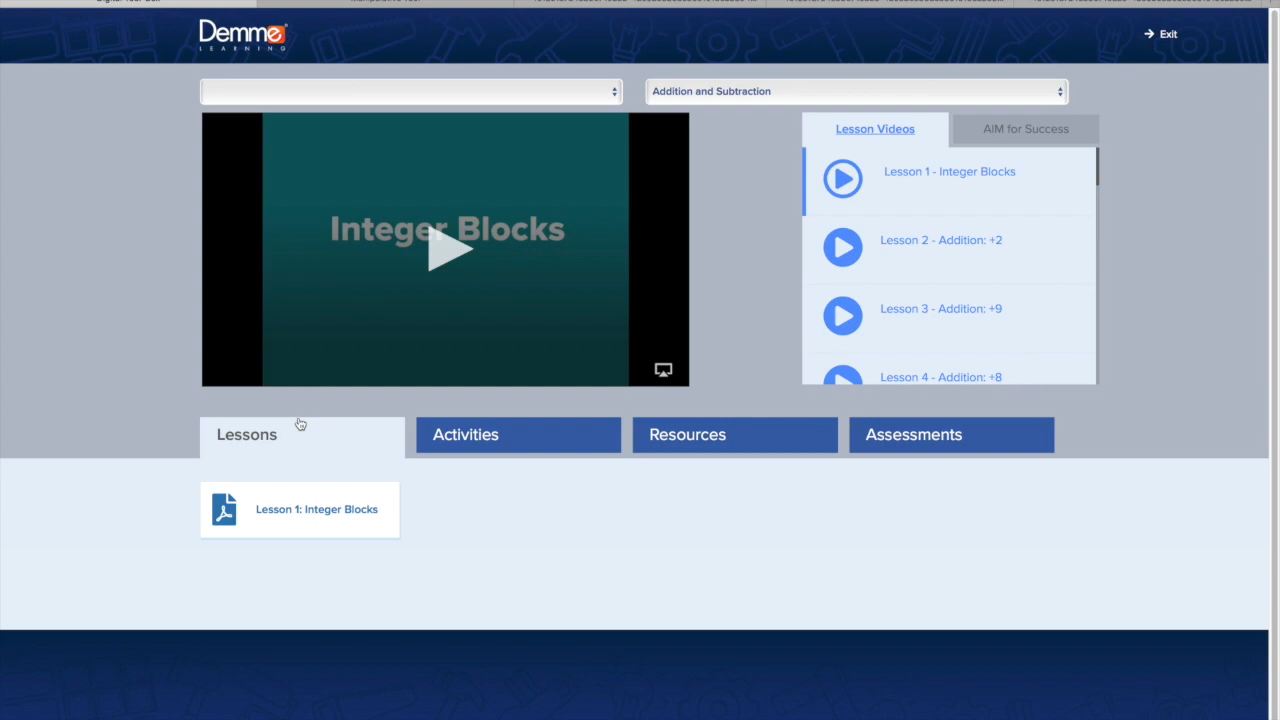 Demme
LEARNING
Exit
Addition and Subtraction
Integer Blocks
Lesson Videos
AIM for Success
Lesson 1 - Integer Blocks
Lesson 2 - Addition: +2
Lesson 3 - Addition: +9
Lesson 4 - Addition: +8
Lessons
Activities
Resources
Assessments
Lesson 1: Integer Blocks